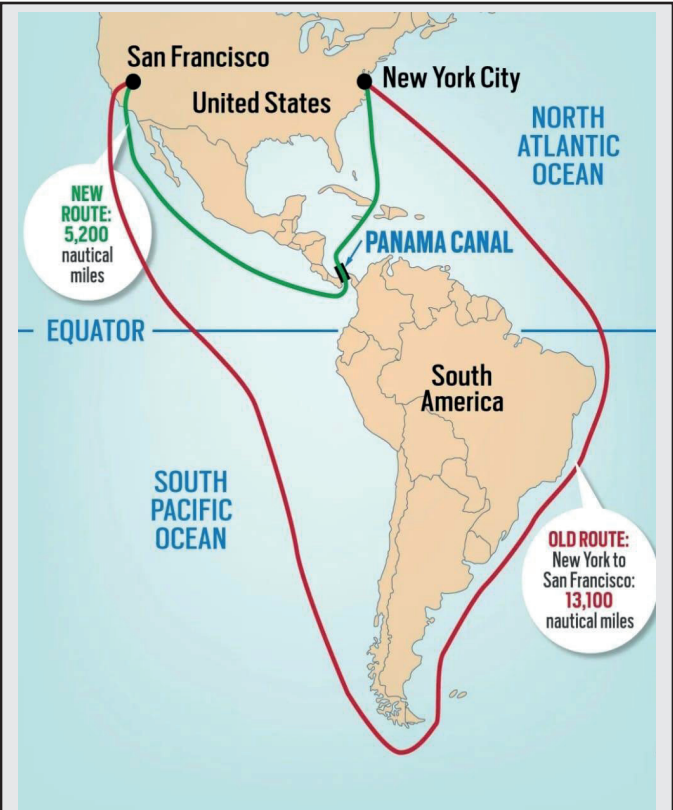 San Francisco
New York City
United States
NORTH
ATLANTIC
OCEAN
NEW
ROUTE:
5,200
nautical
miles
PANAMA CANAL
EQUATOR
South
America
SOUTH
PACIFIC
OCEAN
OLD ROUTE:
New York to
San Francisco:
13,100
nautical miles